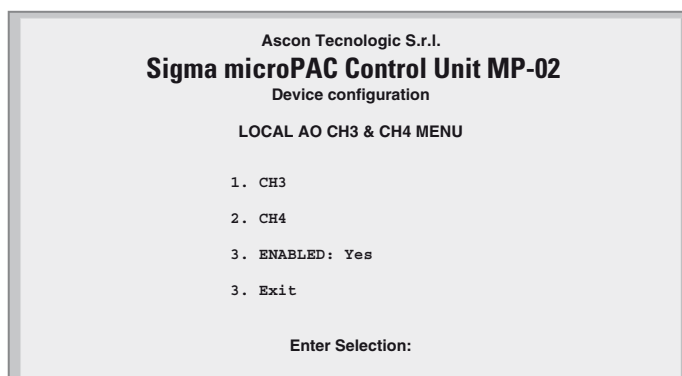 Ascon Tecnologic S.r.l.
Sigma microPAC Control Unit MP-02
Device configuration
LOCAL AO CH3 & CH4 MENU
1. CH3
2. CH4
3. ENABLED: Yes
3. Exit
Enter Selection: